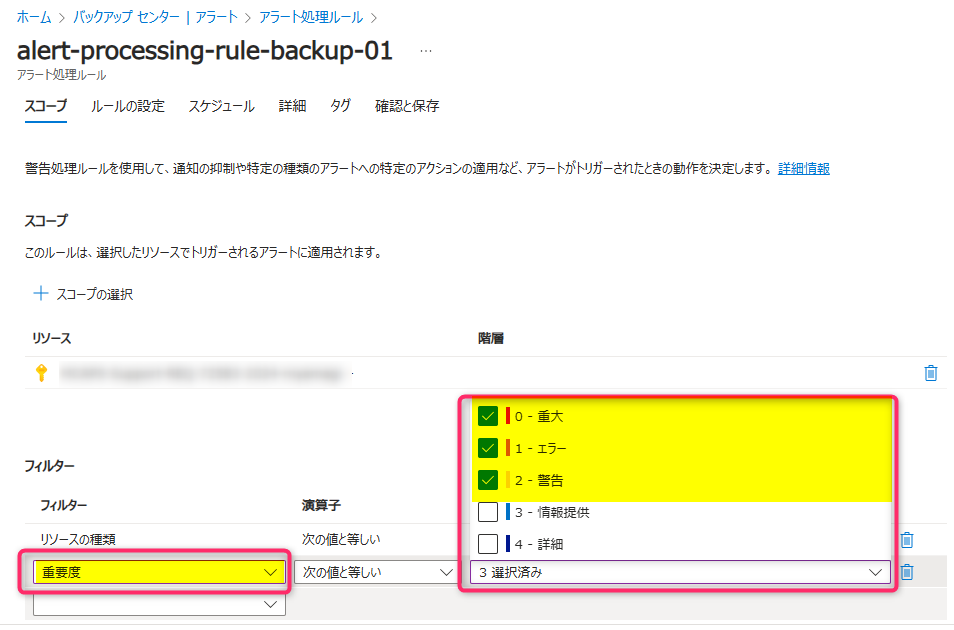 ホーム > バックアップ センター | アラート > アラート処理ルール >
alert-processing-rule-backup-01 ...
アラート処理ルール
スコープ ルールの設定 スケジュール 詳細 タグ 確認と保存
警告処理ルールを使用して、通知の抑制や特定の種類のアラートへの特定のアクションの適用など、アラートがトリガーされたときの動作を決定します。 詳細情報
スコープ
このルールは、選択したリソースでトリガーされるアラートに適用されます。
+ スコープの選択
リソース 階層
0 - 重大
1 - エラー
2 - 警告
3 - 情報提供
4 - 詳細
フィルター
フィルター 演算子
リソースの種類 次の値と等しい
重要度 次の値と等しい 3 選択済み